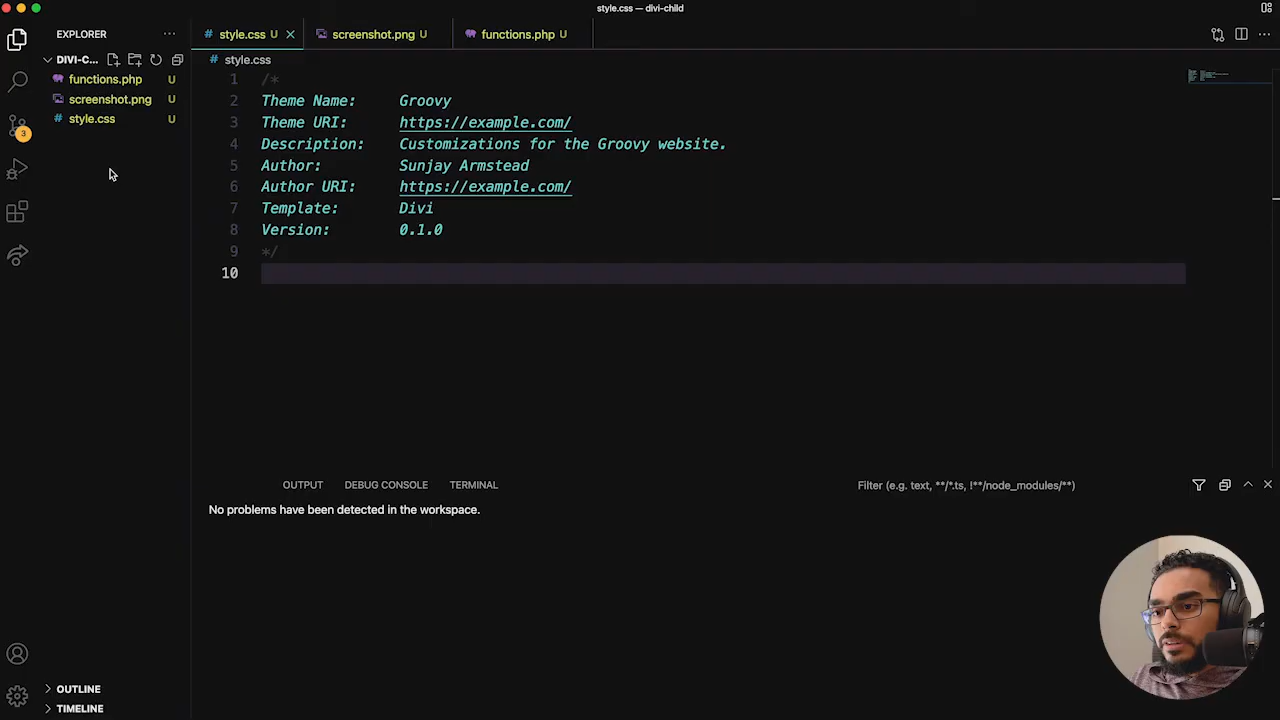 style.css — divi-child
EXPLORER
DIVI-C...
functions.php U
screenshot.png U
style.css U
3
style.css U
screenshot.png U
functions.php U
style.css
1 /*
2 Theme Name: Groovy
3 Theme URI: https://example.com/
4 Description: Customizations for the Groovy website.
5 Author: Sunjay Armstead
6 Author URI: https://example.com/
7 Template: Divi
8 Version: 0.1.0
9 */
10
OUTPUT DEBUG CONSOLE TERMINAL
Filter (e.g. text, **/*.ts, !**/node_modules/**)
No problems have been detected in the workspace.
OUTLINE
TIMELINE